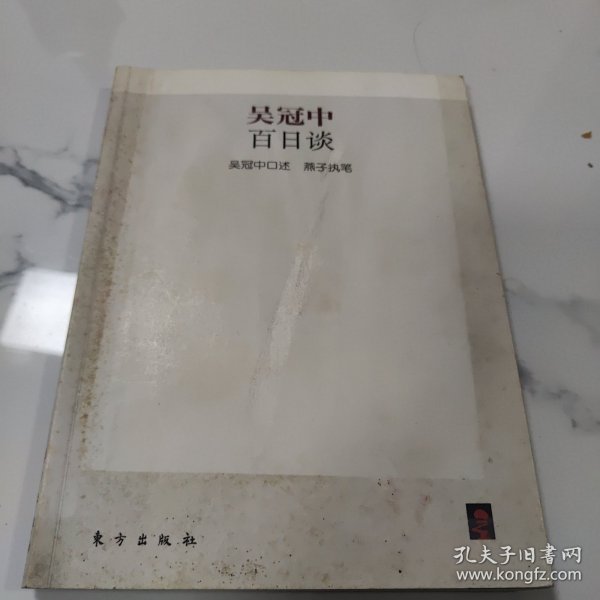 吴冠中
百日谈
吴冠中口述 燕子执笔
東方出版社
孔夫子旧书网
www.kongfz.com